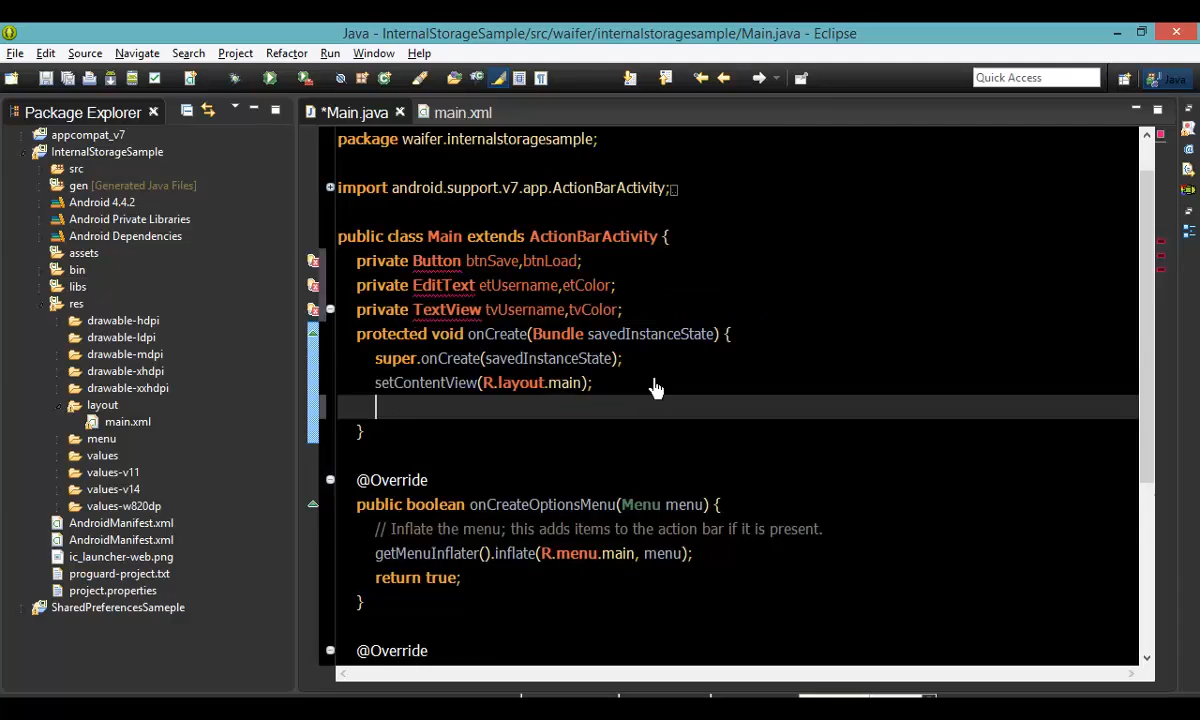 Java - InternalStorageSample/src/waifer/internalstoragesample/Main.java - Eclipse
File Edit Source Navigate Search Project Refactor Run Window Help
Quick Access
Java
Package Explorer
*Main.java
main.xml
appcompat_v7
InternalStorageSample
src
gen [Generated Java Files]
Android 4.4.2
Android Private Libraries
Android Dependencies
assets
bin
libs
res
drawable-hdpi
drawable-ldpi
drawable-mdpi
drawable-xhdpi
drawable-xxhdpi
layout
main.xml
menu
values
values-v11
values-v14
values-w820dp
AndroidManifest.xml
AndroidManifest.xml
ic_launcher-web.png
proguard-project.txt
project.properties
SharedPreferencesSameple
package waifer.internalstoragesample;
import android.support.v7.app.ActionBarActivity;
public class Main extends ActionBarActivity {
private Button btnSave,btnLoad;
private EditText etUsername,etColor;
private TextView tvUsername,tvColor;
protected void onCreate(Bundle savedInstanceState) {
super.onCreate(savedInstanceState);
setContentView(R.layout.main);
}
@Override
public boolean onCreateOptionsMenu(Menu menu) {
// Inflate the menu; this adds items to the action bar if it is present.
getMenuInflater().inflate(R.menu.main, menu);
return true;
}
@Override